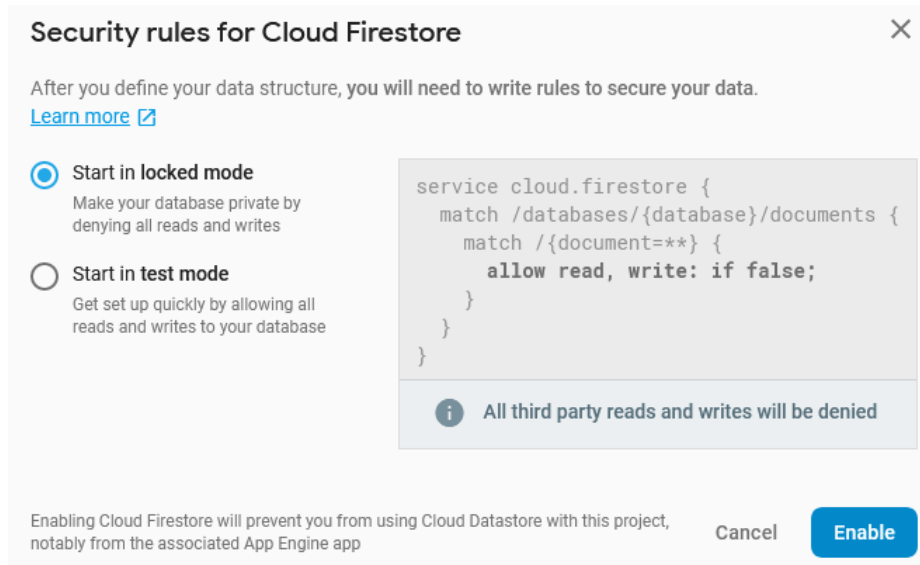 Security rules for Cloud Firestore
After you define your data structure, you will need to write rules to secure your data.
Learn more
Start in locked mode
Make your database private by
denying all reads and writes
Start in test mode
Get set up quickly by allowing all
reads and writes to your database
service cloud.firestore {
  match /databases/{database}/documents {
    match /{document=**} {
      allow read, write: if false;
    }
  }
}
All third party reads and writes will be denied
Enabling Cloud Firestore will prevent you from using Cloud Datastore with this project,
notably from the associated App Engine app
Cancel
Enable